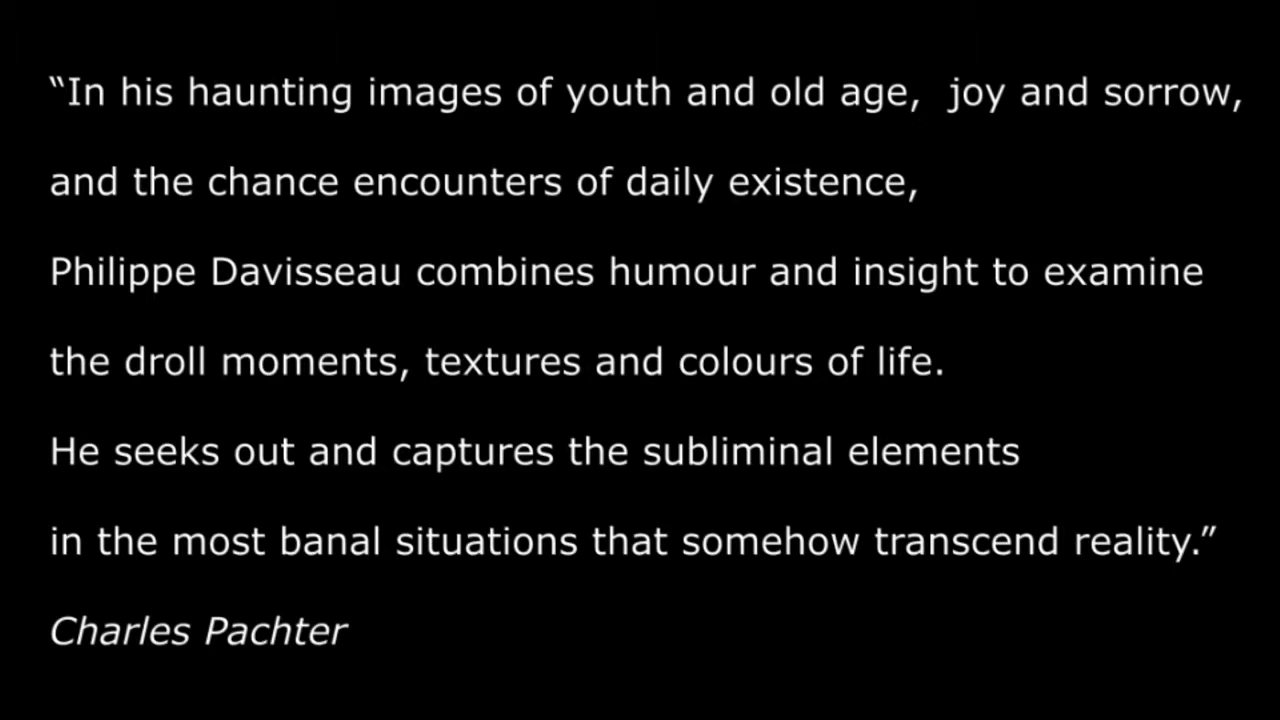 “In his haunting images of youth and old age,  joy and sorrow,
and the chance encounters of daily existence,
Philippe Davisseau combines humour and insight to examine
the droll moments, textures and colours of life.
He seeks out and captures the subliminal elements
in the most banal situations that somehow transcend reality.”
Charles Pachter